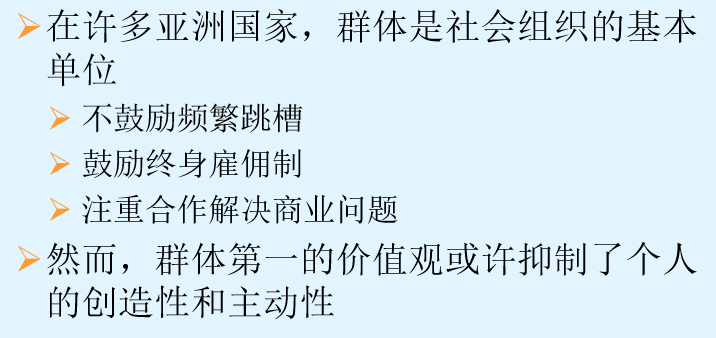 在许多亚洲国家，群体是社会组织的基本
单位
不鼓励频繁跳槽
鼓励终身雇佣制
注重合作解决商业问题
然而，群体第一的价值观或许抑制了个人
的创造性和主动性